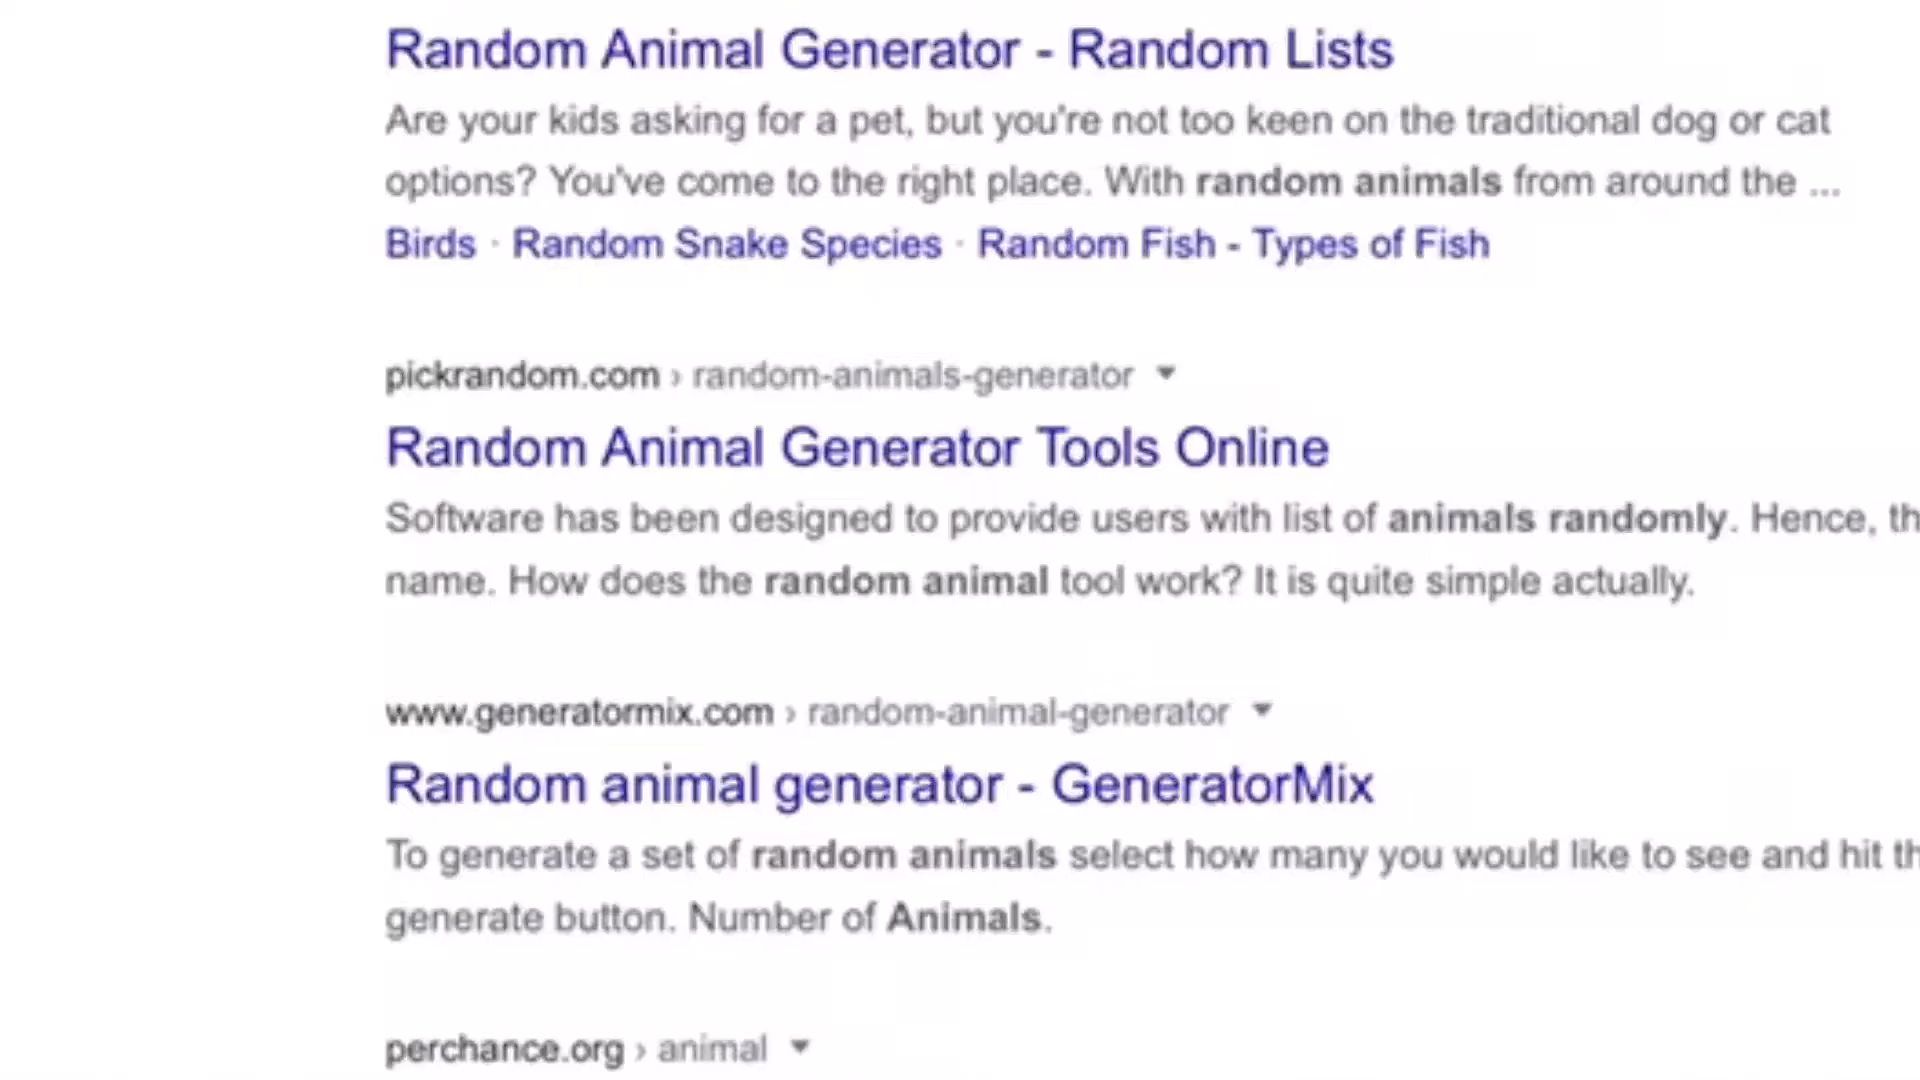 Random Animal Generator - Random Lists
Are your kids asking for a pet, but you're not too keen on the traditional dog or cat
options? You've come to the right place. With random animals from around the ...
Birds · Random Snake Species · Random Fish - Types of Fish
pickrandom.com › random-animals-generator
Random Animal Generator Tools Online
Software has been designed to provide users with list of animals randomly. Hence,
name. How does the random animal tool work? It is quite simple actually.
www.generatormix.com › random-animal-generator
Random animal generator - GeneratorMix
To generate a set of random animals select how many you would like to see and hit
generate button. Number of Animals.
perchance.org › animal